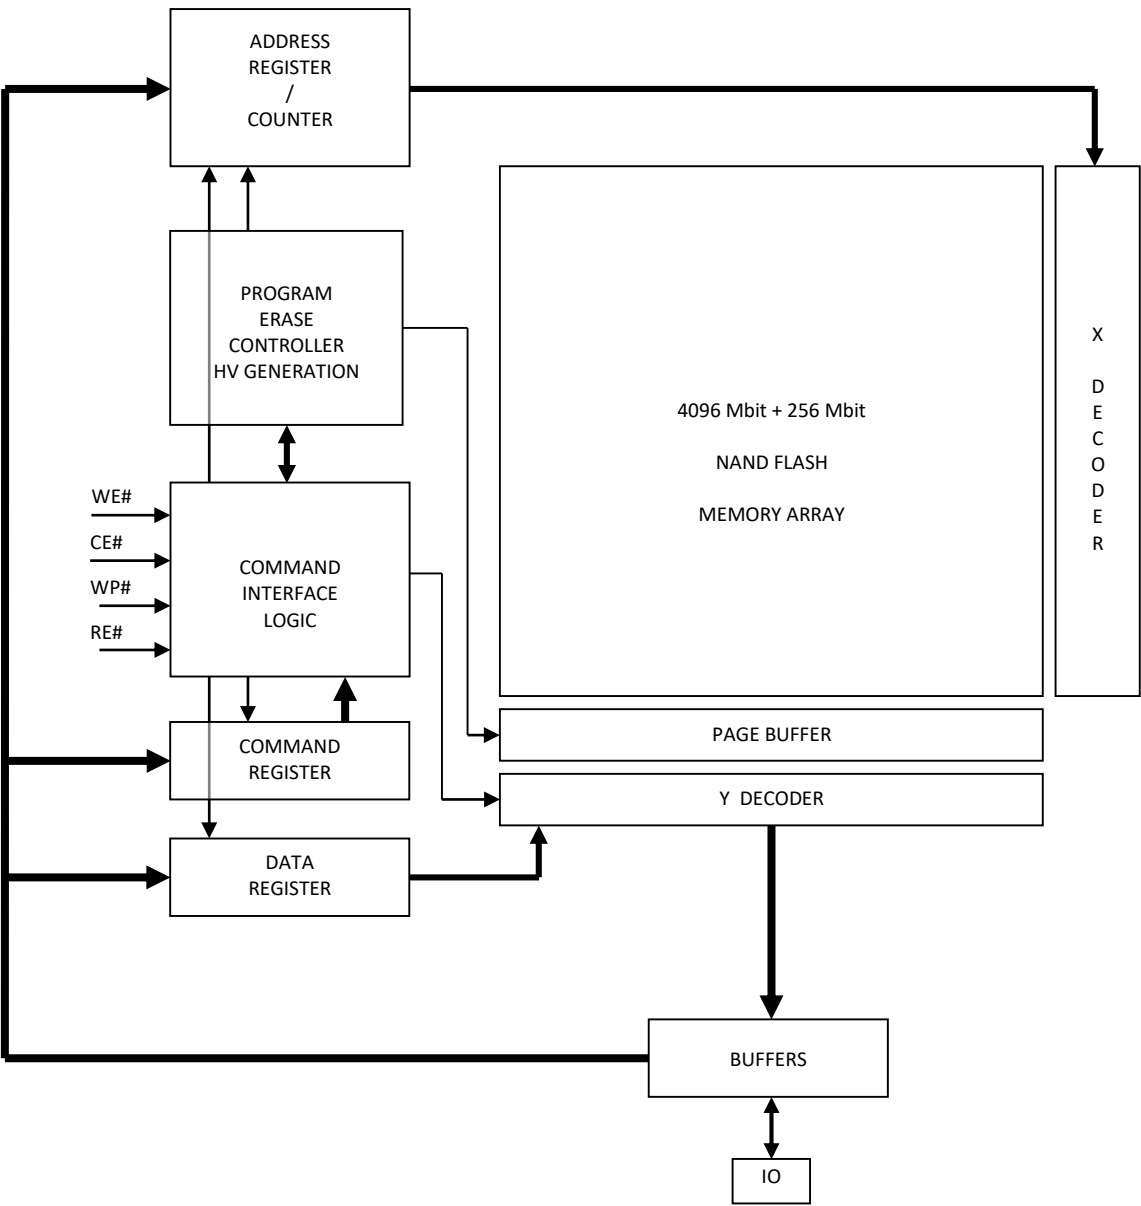 ADDRESS
REGISTER
/
COUNTER
PROGRAM
ERASE
CONTROLLER
HV GENERATION
4096 Mbit + 256 Mbit
NAND FLASH
MEMORY ARRAY
X
D
E
C
O
D
E
R
WE#
CE#
WP#
RE#
COMMAND
INTERFACE
LOGIC
PAGE BUFFER
COMMAND
REGISTER
Y DECODER
DATA
REGISTER
BUFFERS
IO